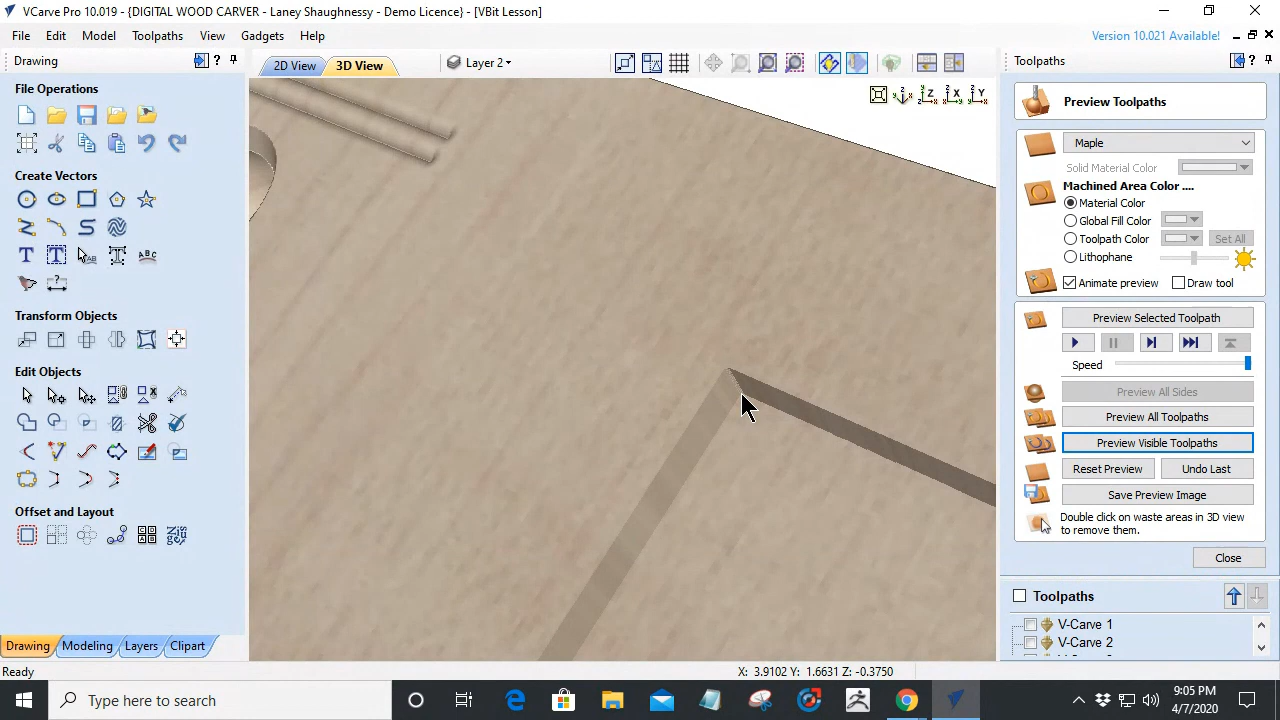 VCarve Pro 10.019 - {DIGITAL WOOD CARVER - Laney Shaughnessy - Demo Licence} - [VBit Lesson]
File Edit Model Toolpaths View Gadgets Help Version 10.021 Available!
Drawing ? 2D View 3D View Layer 2 Toolpaths ?
File Operations
Create Vectors
Transform Objects
Edit Objects
Offset and Layout
Drawing Modeling Layers Clipart
Z X Y
Preview Toolpaths
Maple
Solid Material Color
Machined Area Color ....
Material Color
Global Fill Color
Toolpath Color Set All
Lithophane
Animate preview Draw tool
Preview Selected Toolpath
Speed
Preview All Sides
Preview All Toolpaths
Preview Visible Toolpaths
Reset Preview Undo Last
Save Preview Image
Double click on waste areas in 3D view
to remove them.
Close
Toolpaths
V-Carve 1
V-Carve 2
Ready X: 3.9102 Y: 1.6631 Z: -0.3750
Type here to search
9:05 PM
4/7/2020